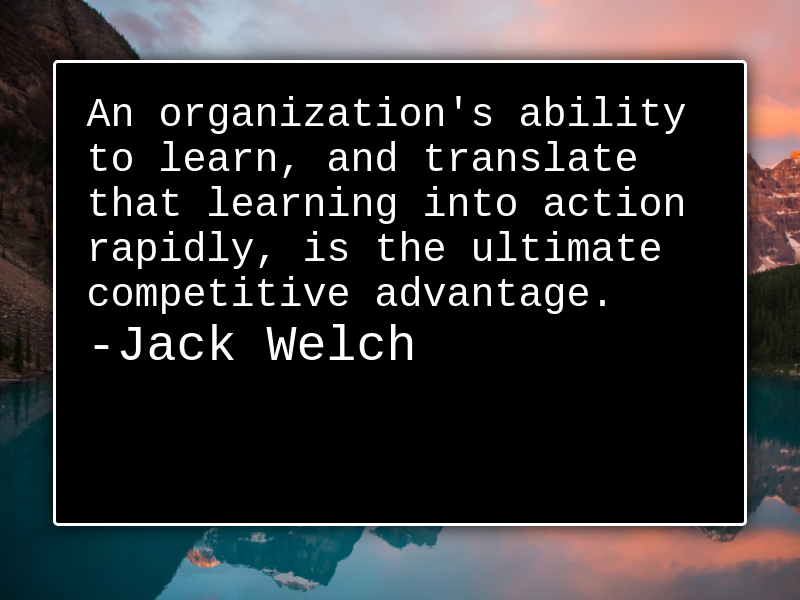 An organization's ability
to learn, and translate
that learning into action
rapidly, is the ultimate
competitive advantage.
-Jack Welch